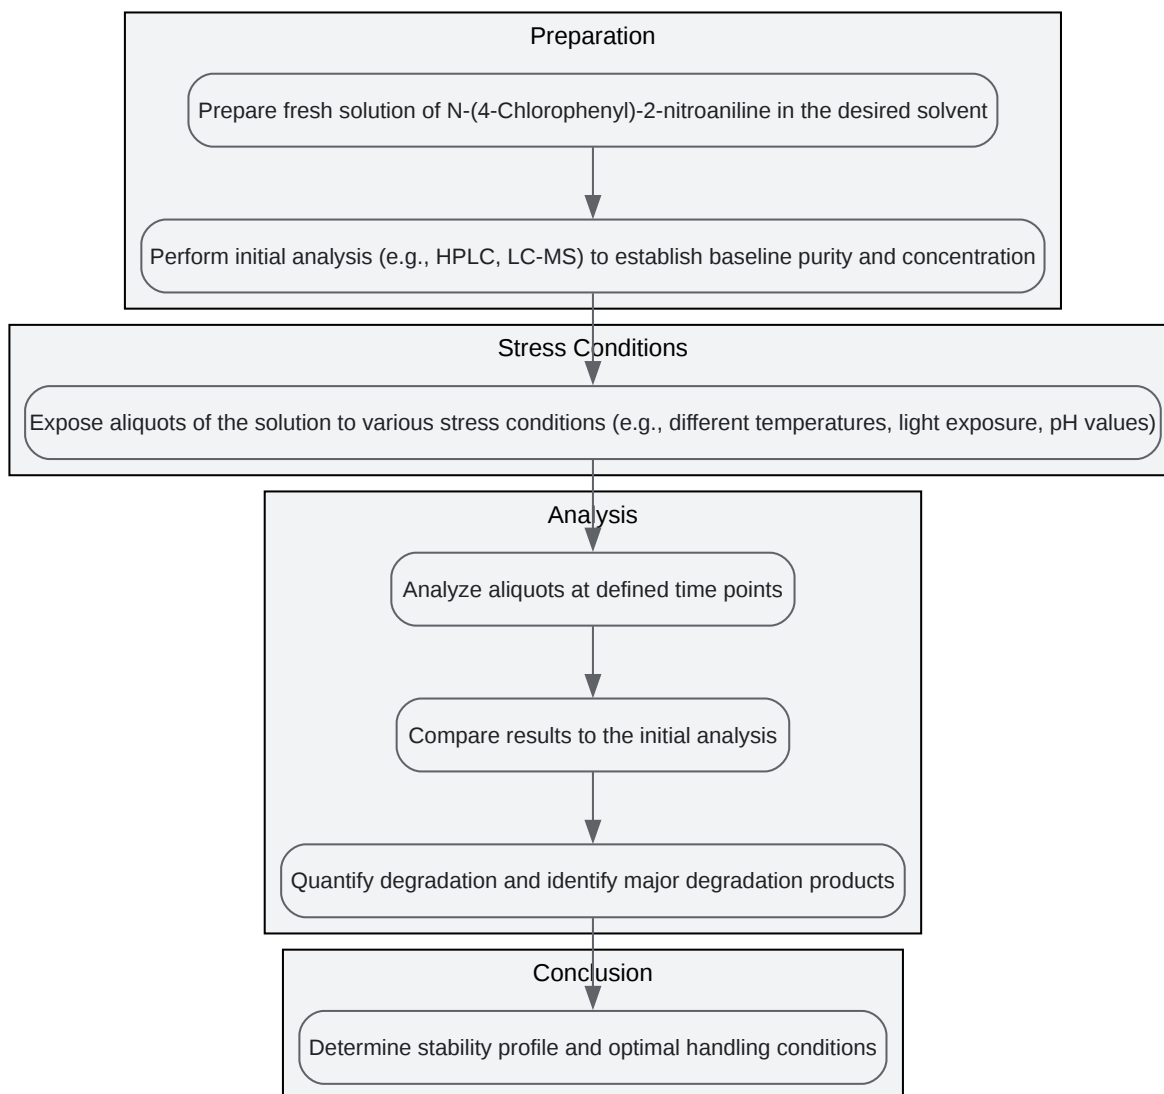 Preparation
Prepare fresh solution of N-(4-Chlorophenyl)-2-nitroaniline in the desired solvent
Perform initial analysis (e.g., HPLC, LC-MS) to establish baseline purity and concentration
Stress Conditions
Expose aliquots of the solution to various stress conditions (e.g., different temperatures, light exposure, pH values)
Analysis
Analyze aliquots at defined time points
Compare results to the initial analysis
Quantify degradation and identify major degradation products
Conclusion
Determine stability profile and optimal handling conditions